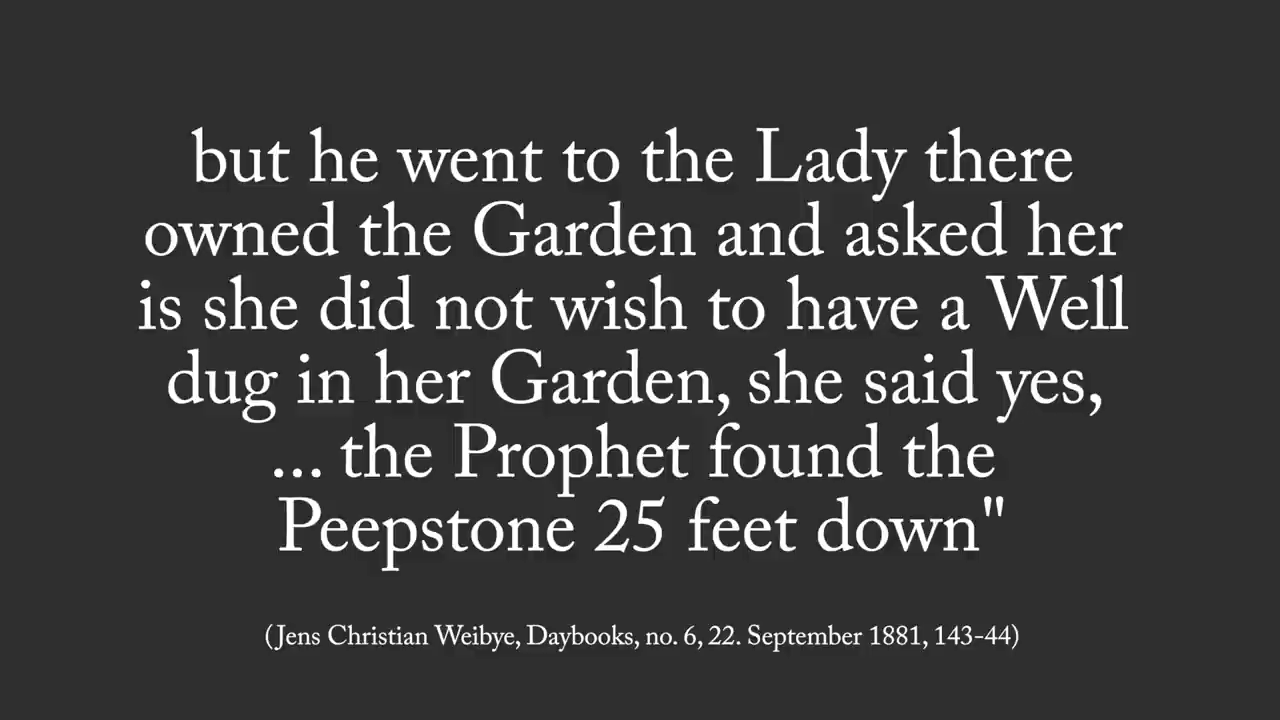 but he went to the Lady there
owned the Garden and asked her
is she did not wish to have a Well
dug in her Garden, she said yes,
... the Prophet found the
Peepstone 25 feet down"
(Jens Christian Weibye, Daybooks, no. 6, 22. September 1881, 143-44)